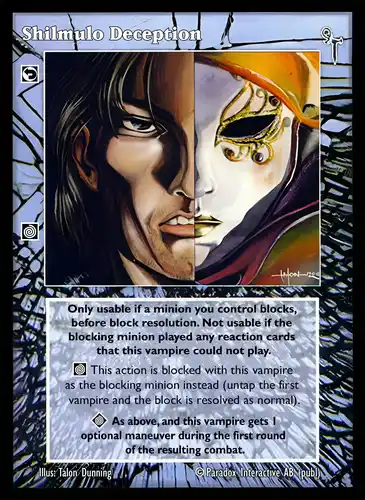 Shilmulo Deception
Only usable if a minion you control blocks,
before block resolution. Not usable if the
blocking minion played any reaction cards
that this vampire could not play.
This action is blocked with this vampire
as the blocking minion instead (untap the first
vampire and the block is resolved as normal).
As above, and this vampire gets 1
optional maneuver during the first round
of the resulting combat.
Illus: Talon Dunning © Paradox Interactive AB (publ)